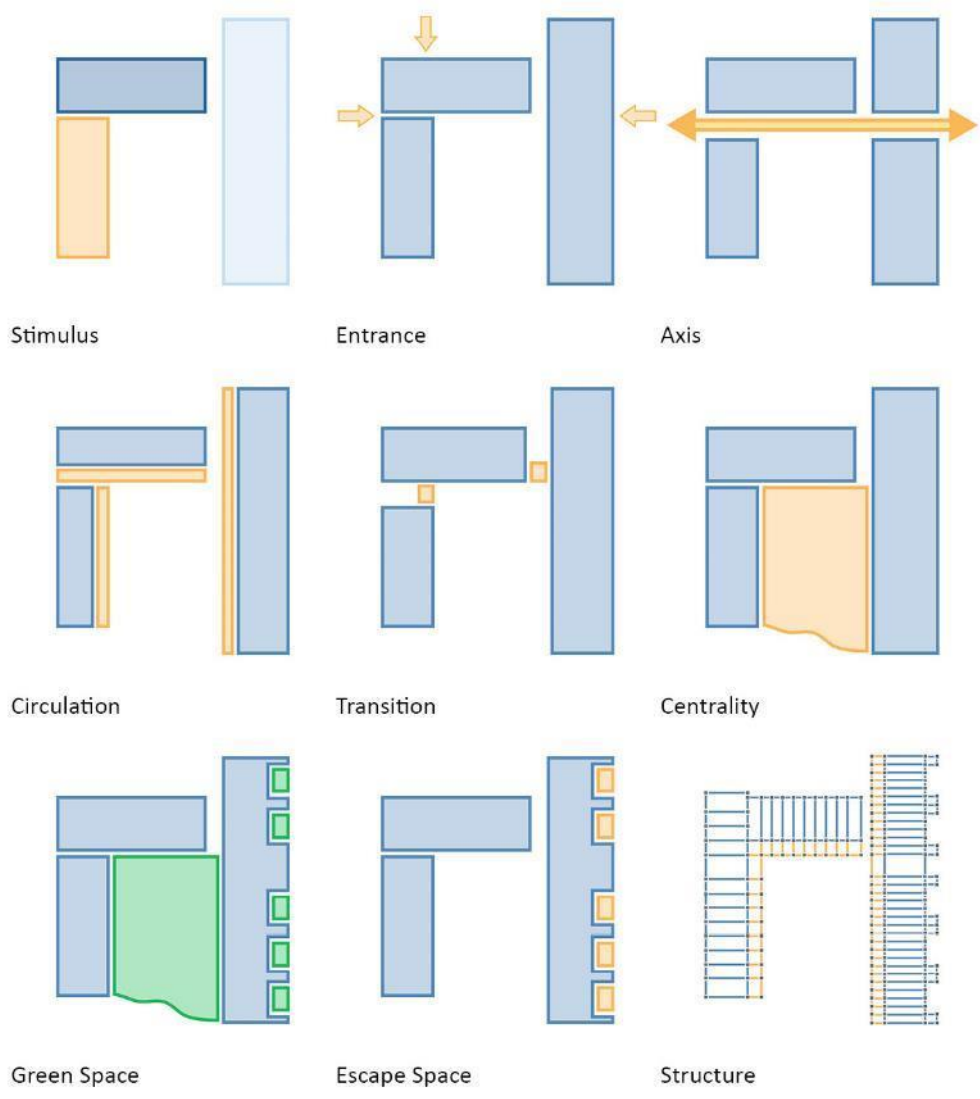 Stimulus
Entrance
Axis
Circulation
Transition
Centrality
Green Space
Escape Space
Structure